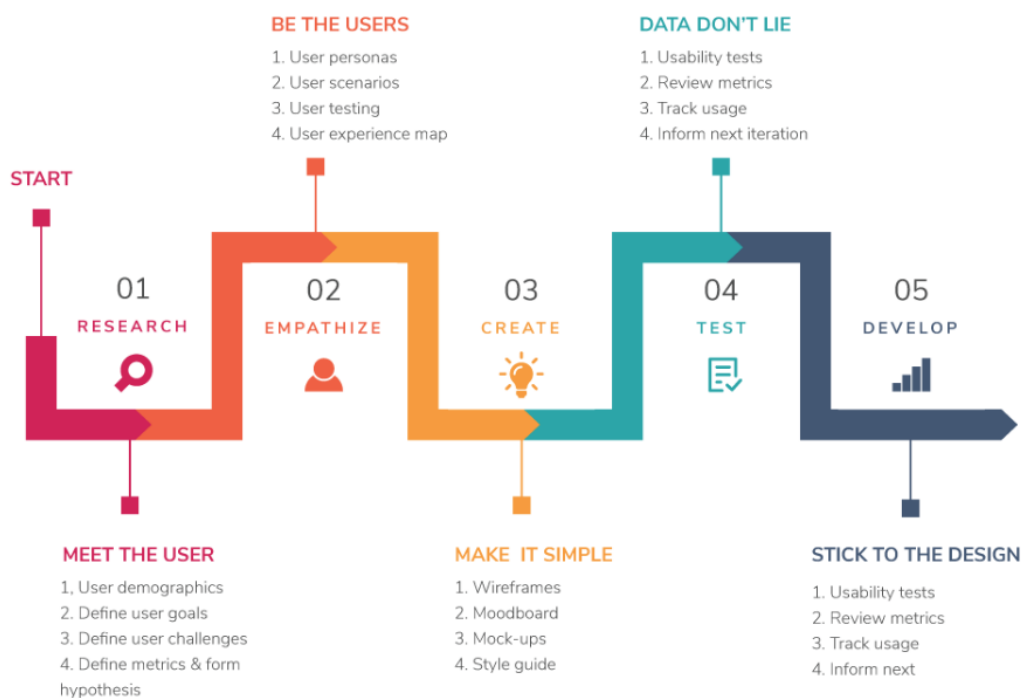 BE THE USERS
1. User personas
2. User scenarios
3. User testing
4. User experience map
DATA DON'T LIE
1. Usability tests
2. Review metrics
3. Track usage
4. Inform next iteration
START
01
RESEARCH
02
EMPATHIZE
03
CREATE
04
TEST
05
DEVELOP
MEET THE USER
1, User demographics
2. Define user goals
3. Define user challenges
4. Define metrics & form
hypothesis
MAKE IT SIMPLE
1. Wireframes
2. Moodboard
3. Mock-ups
4. Style guide
STICK TO THE DESIGN
1. Usability tests
2. Review metrics
3. Track usage
4. Inform next